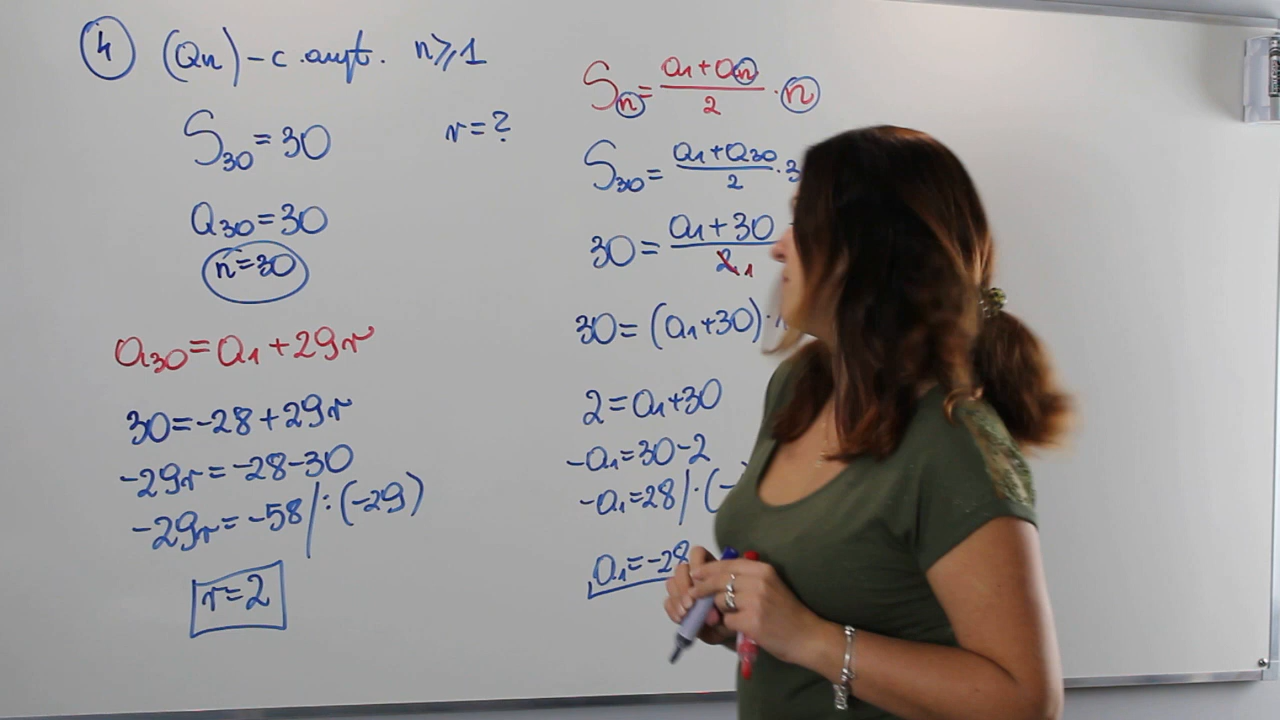 4 (an) - c. aryt. n ⩾ 1
S30 = 30
r = ?
a30 = 30
n = 30
a30 = a1 + 29r
30 = -28 + 29r
-29r = -28 - 30
-29r = -58 / : (-29)
r = 2
Sn = (a1 + an)/2 · n
S30 = (a1 + a30)/2 · 3
30 = (a1 + 30)/2 1
30 = (a1 + 30) ·
2 = a1 + 30
-a1 = 30 - 2
-a1 = 28 / · (-
a1 = -28